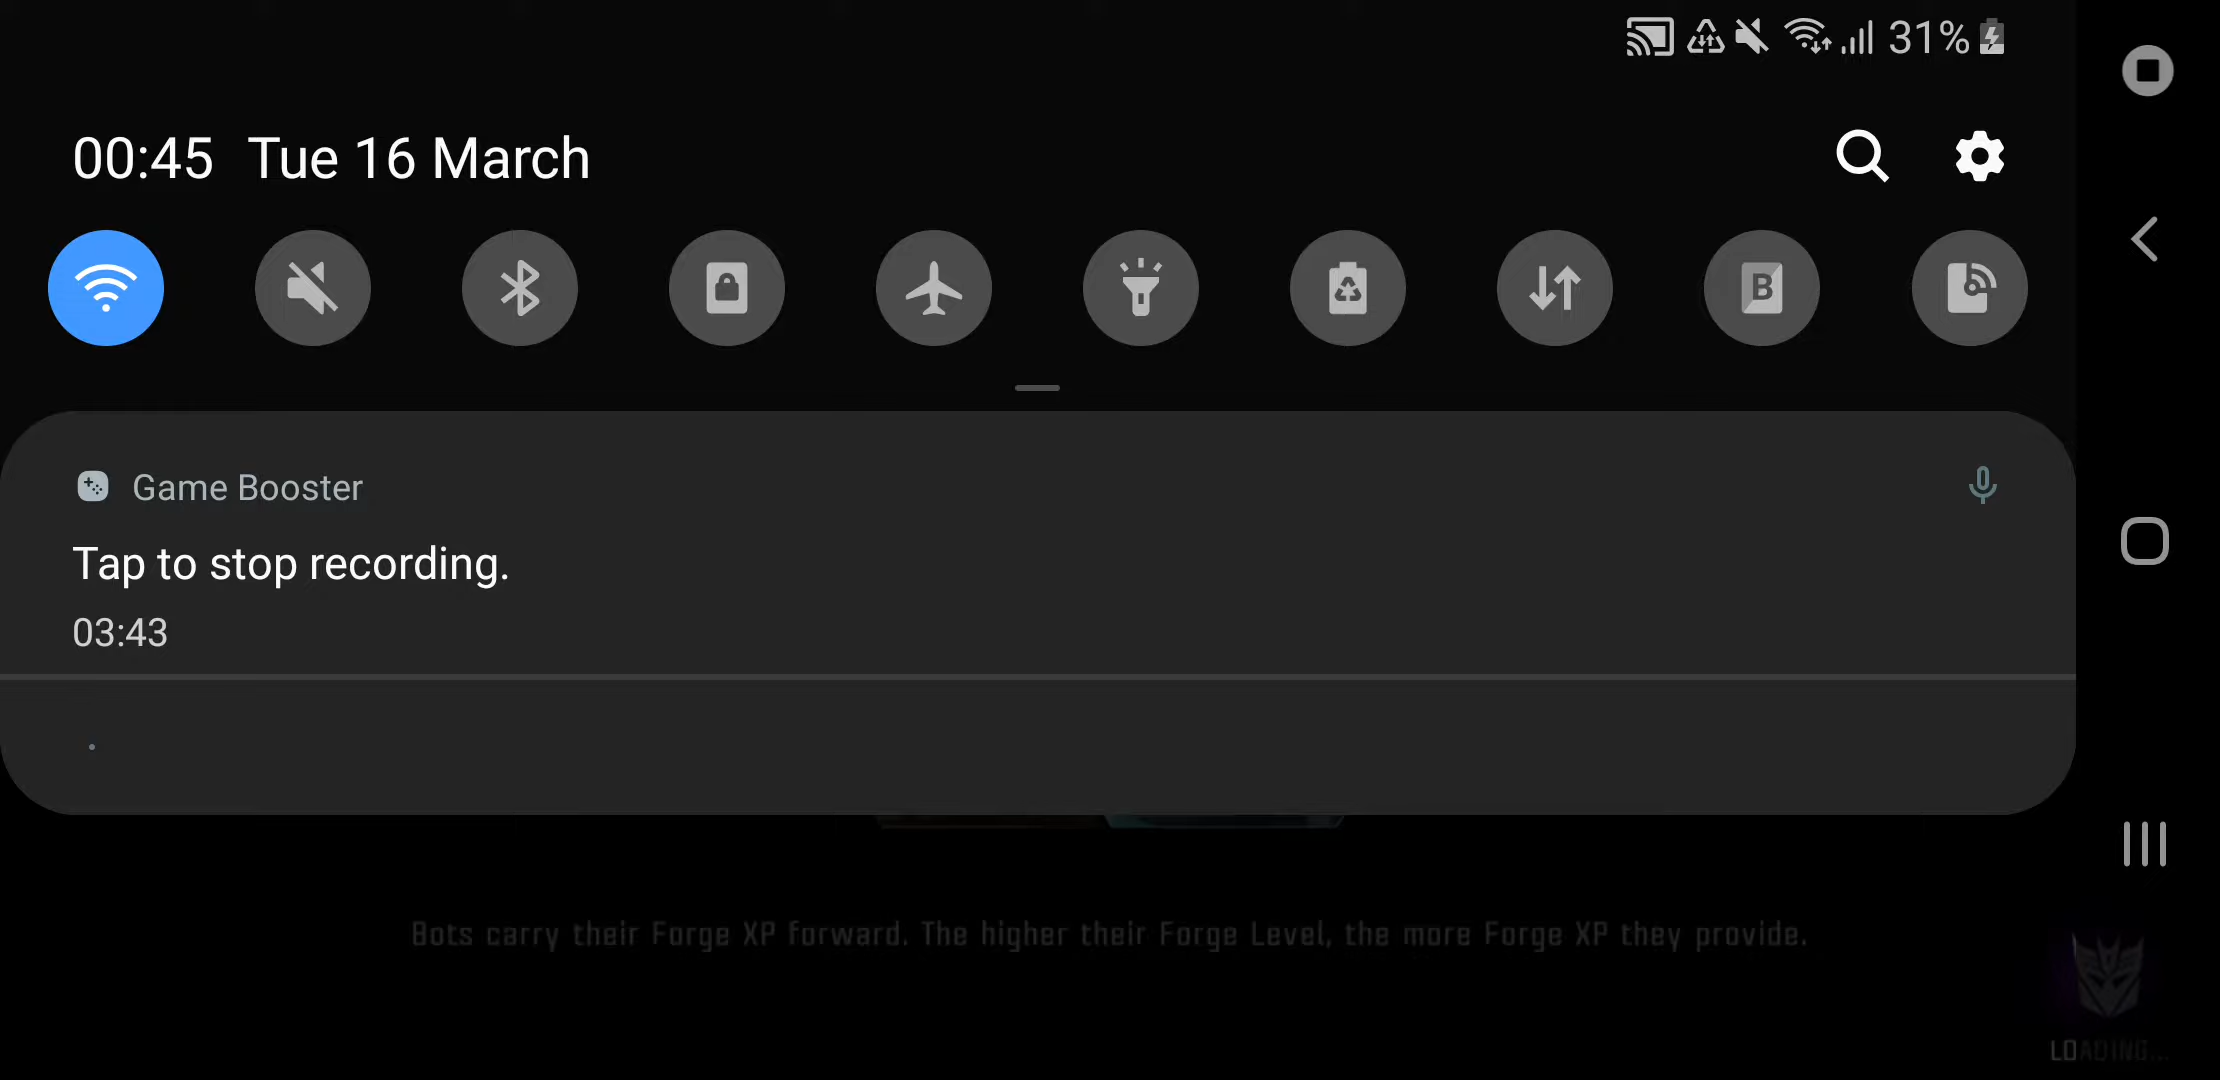 31%
00:45 Tue 16 March
B
Game Booster
Tap to stop recording.
03:43
Bots carry their Forge XP forward. The higher their Forge Level, the more Forge XP they provide.
LOADING...